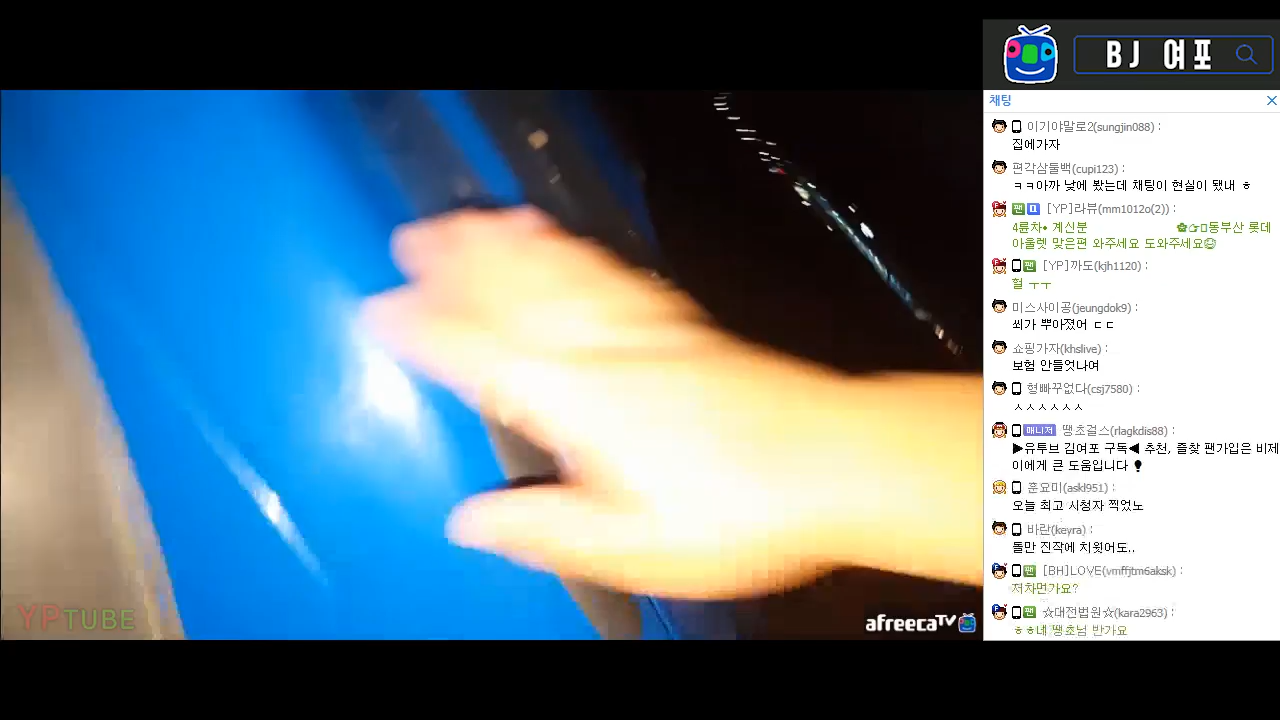 BJ 여포
채팅
이기야말로2(sungjin088) :
집에가자
편각삼둘백(cupi123) :
ㅋㅋ아까 낮에 봤는데 채팅이 현실이 됐내 ㅎ
팬 [YP]라뷰(mm1012o(2)) :
4륜차• 계신분 동부산 롯데
아울렛 맞은편 와주세요 도와주세요
팬 [YP]까도(kjh1120) :
헐 ㅜㅜ
미스사이공(jeungdok9) :
쇠가 뿌아졌어 ㄷㄷ
쇼핑가자(khslive) :
보험 안들엇나여
형빠꾸없다(csj7580) :
ㅅㅅㅅㅅㅅㅅ
매니저 땡초걸스(rlagkdis88) :
▶유투브 김여포 구독◀ 추천, 즐찾 팬가입은 비제
이에게 큰 도움입니다❗
훈요미(askl951) :
오늘 최고 시청자 찍었노
바란(keyra) :
돌만 진작에 치웟어도..
팬 [BH]LOVE(vmffjtm6aksk) :
저차면가요?
팬 ☆대전법원☆(kara2963) :
ㅎㅎ네 땡초님 반가요
YPTUBE
afreecaTV